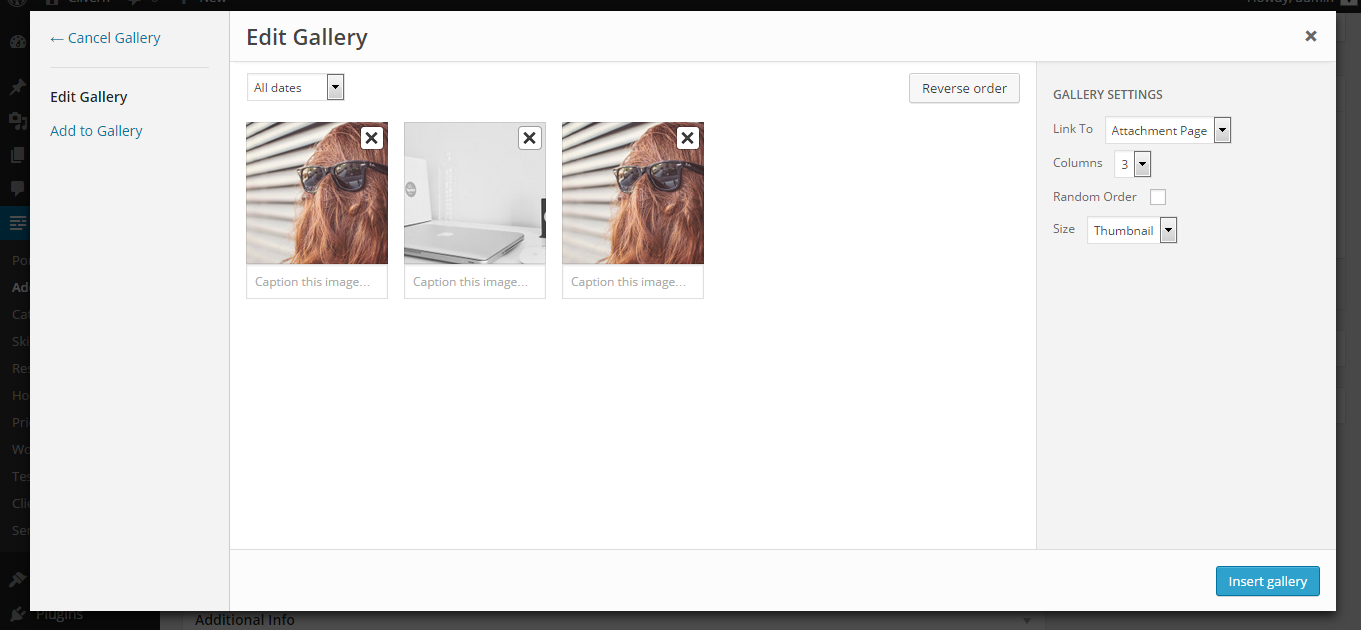 New
← Cancel Gallery
Edit Gallery
Add to Gallery
Edit Gallery
All dates
Reverse order
Caption this image...
Caption this image...
Caption this image...
GALLERY SETTINGS
Link To Attachment Page
Columns 3
Random Order
Size Thumbnail
Insert gallery
Plugins
Additional Info